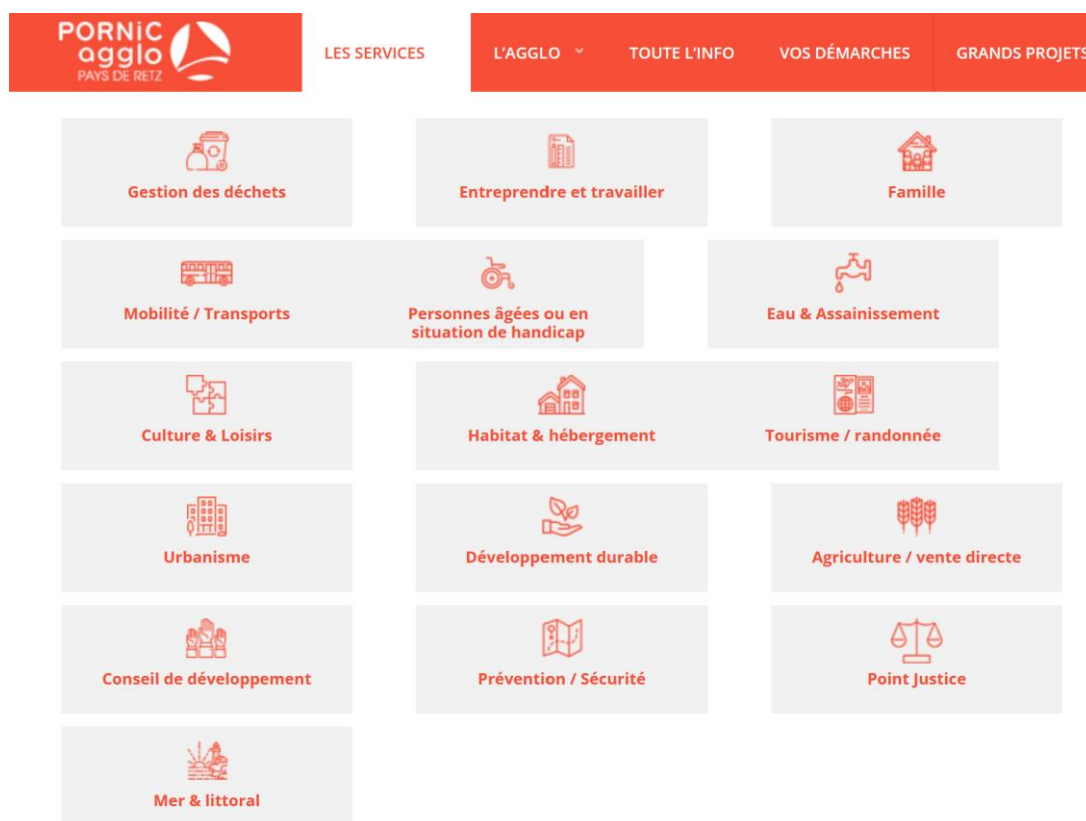 PORNiC
agglo
PAYS DE RETZ
LES SERVICES
L'AGGLO
TOUTE L'INFO
VOS DÉMARCHES
GRANDS PROJETS
Gestion des déchets
Entreprendre et travailler
Famille
Mobilité / Transports
Personnes âgées ou en
situation de handicap
Eau & Assainissement
Culture & Loisirs
Habitat & hébergement
Tourisme / randonnée
Urbanisme
Développement durable
Agriculture / vente directe
Conseil de développement
Prévention / Sécurité
Point Justice
Mer & littoral